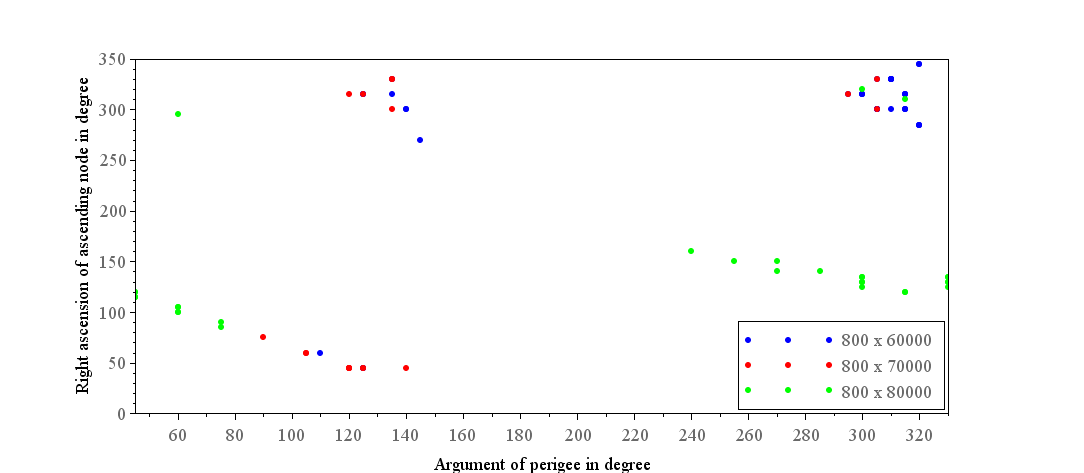 350
300
250
200
150
100
50
0
Right ascension of ascending node in degree
800 x 60000
800 x 70000
800 x 80000
60 80 100 120 140 160 180 200 220 240 260 280 300 320
Argument of perigee in degree